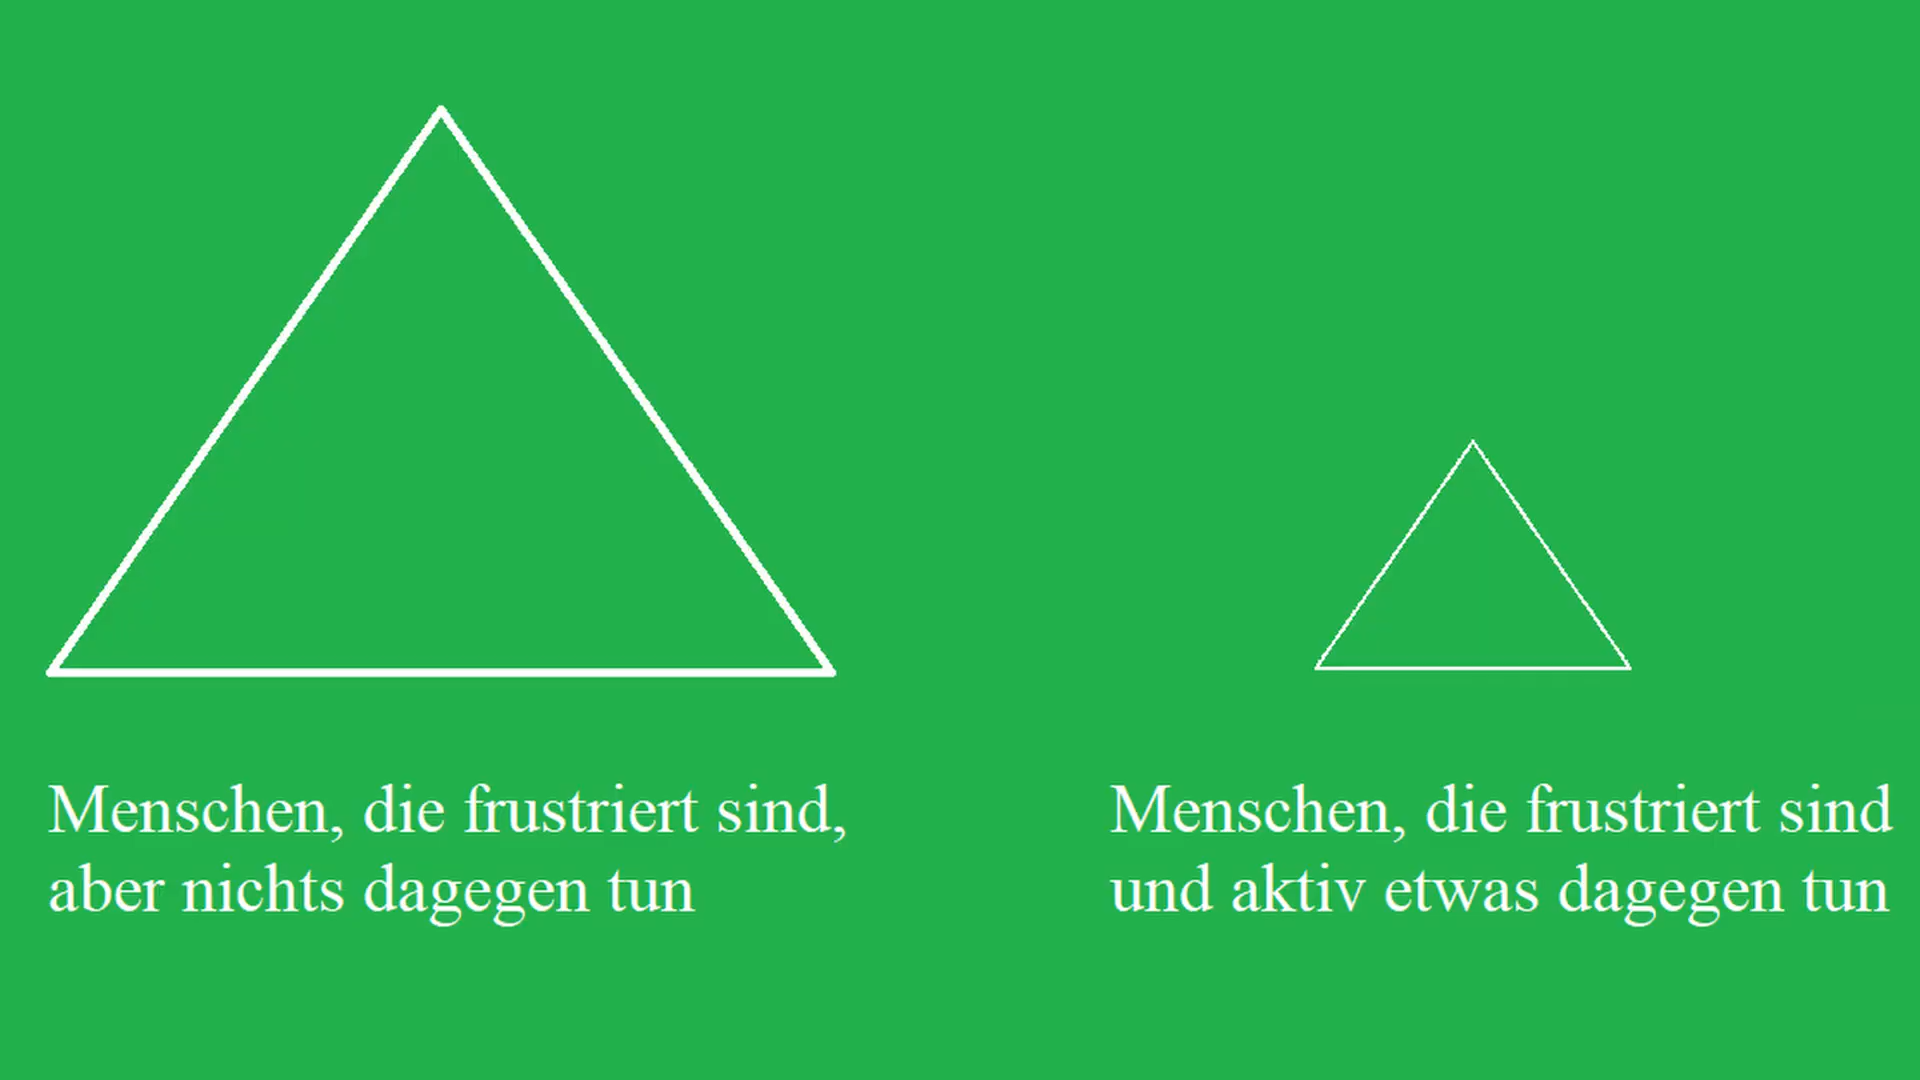 Menschen, die frustriert sind,
aber nichts dagegen tun
Menschen, die frustriert sind
und aktiv etwas dagegen tun